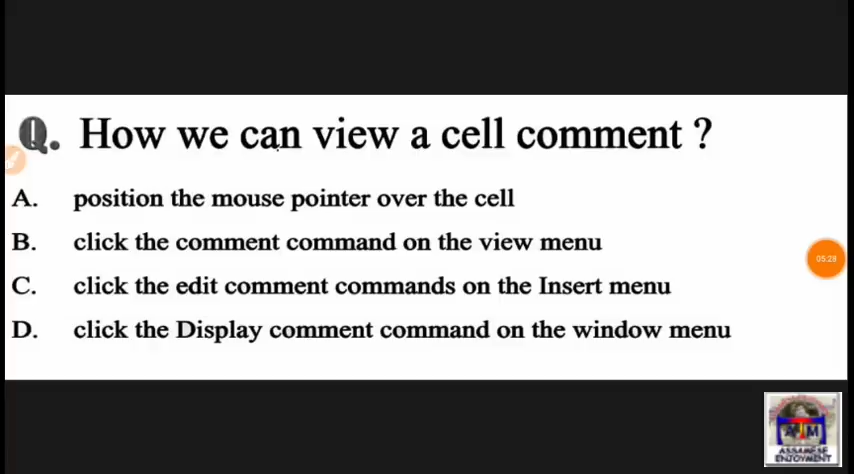 Q. How we can view a cell comment ?
A. position the mouse pointer over the cell
B. click the comment command on the view menu
C. click the edit comment commands on the Insert menu
05:28
D. click the Display comment command on the window menu
ASSAMESE
ENJOYMENT